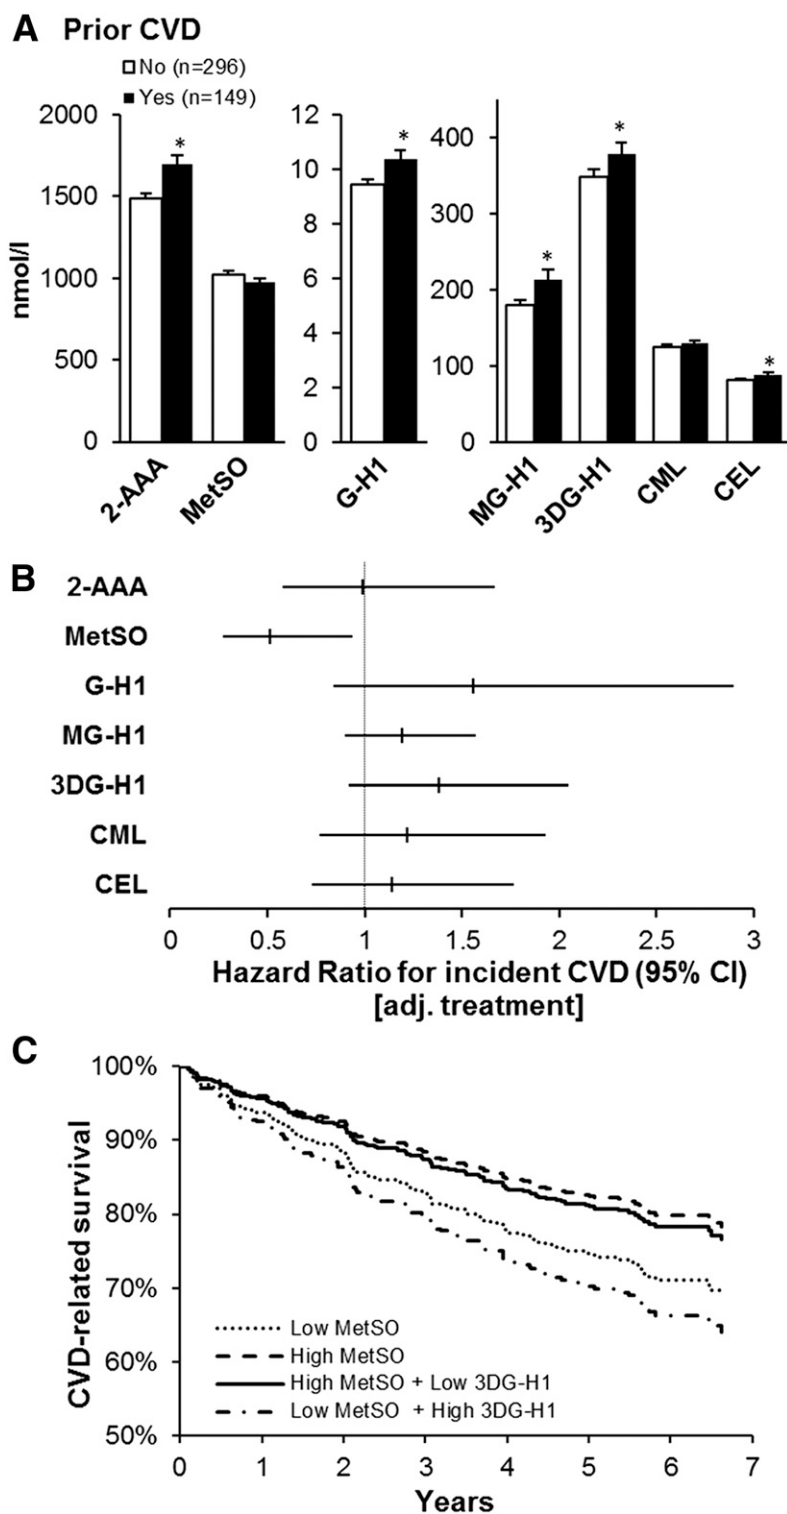 A Prior CVD
No (n=296)
Yes (n=149)
nmol/l
2000
1500
1000
500
0
*
2-AAA
MetSO
12
10
8
6
4
2
0
*
G-H1
400
300
200
100
0
*
*
*
MG-H1
3DG-H1
CML
CEL
B
2-AAA
MetSO
G-H1
MG-H1
3DG-H1
CML
CEL
0 0.5 1 1.5 2 2.5 3
Hazard Ratio for incident CVD (95% CI)
[adj. treatment]
C
CVD-related survival
100%
90%
80%
70%
60%
50%
Low MetSO
High MetSO
High MetSO + Low 3DG-H1
Low MetSO + High 3DG-H1
0 1 2 3 4 5 6 7
Years